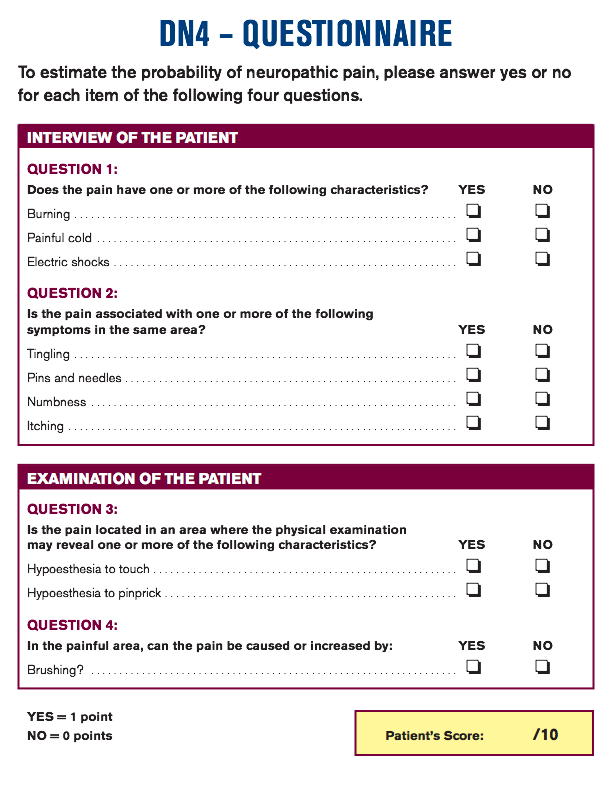 DN4 – QUESTIONNAIRE
To estimate the probability of neuropathic pain, please answer yes or no
for each item of the following four questions.
INTERVIEW OF THE PATIENT
QUESTION 1:
Does the pain have one or more of the following characteristics? YES NO
Burning
Painful cold
Electric shocks
QUESTION 2:
Is the pain associated with one or more of the following
symptoms in the same area? YES NO
Tingling
Pins and needles
Numbness
Itching
EXAMINATION OF THE PATIENT
QUESTION 3:
Is the pain located in an area where the physical examination
may reveal one or more of the following characteristics? YES NO
Hypoesthesia to touch
Hypoesthesia to pinprick
QUESTION 4:
In the painful area, can the pain be caused or increased by: YES NO
Brushing?
YES = 1 point
NO = 0 points
Patient's Score: /10